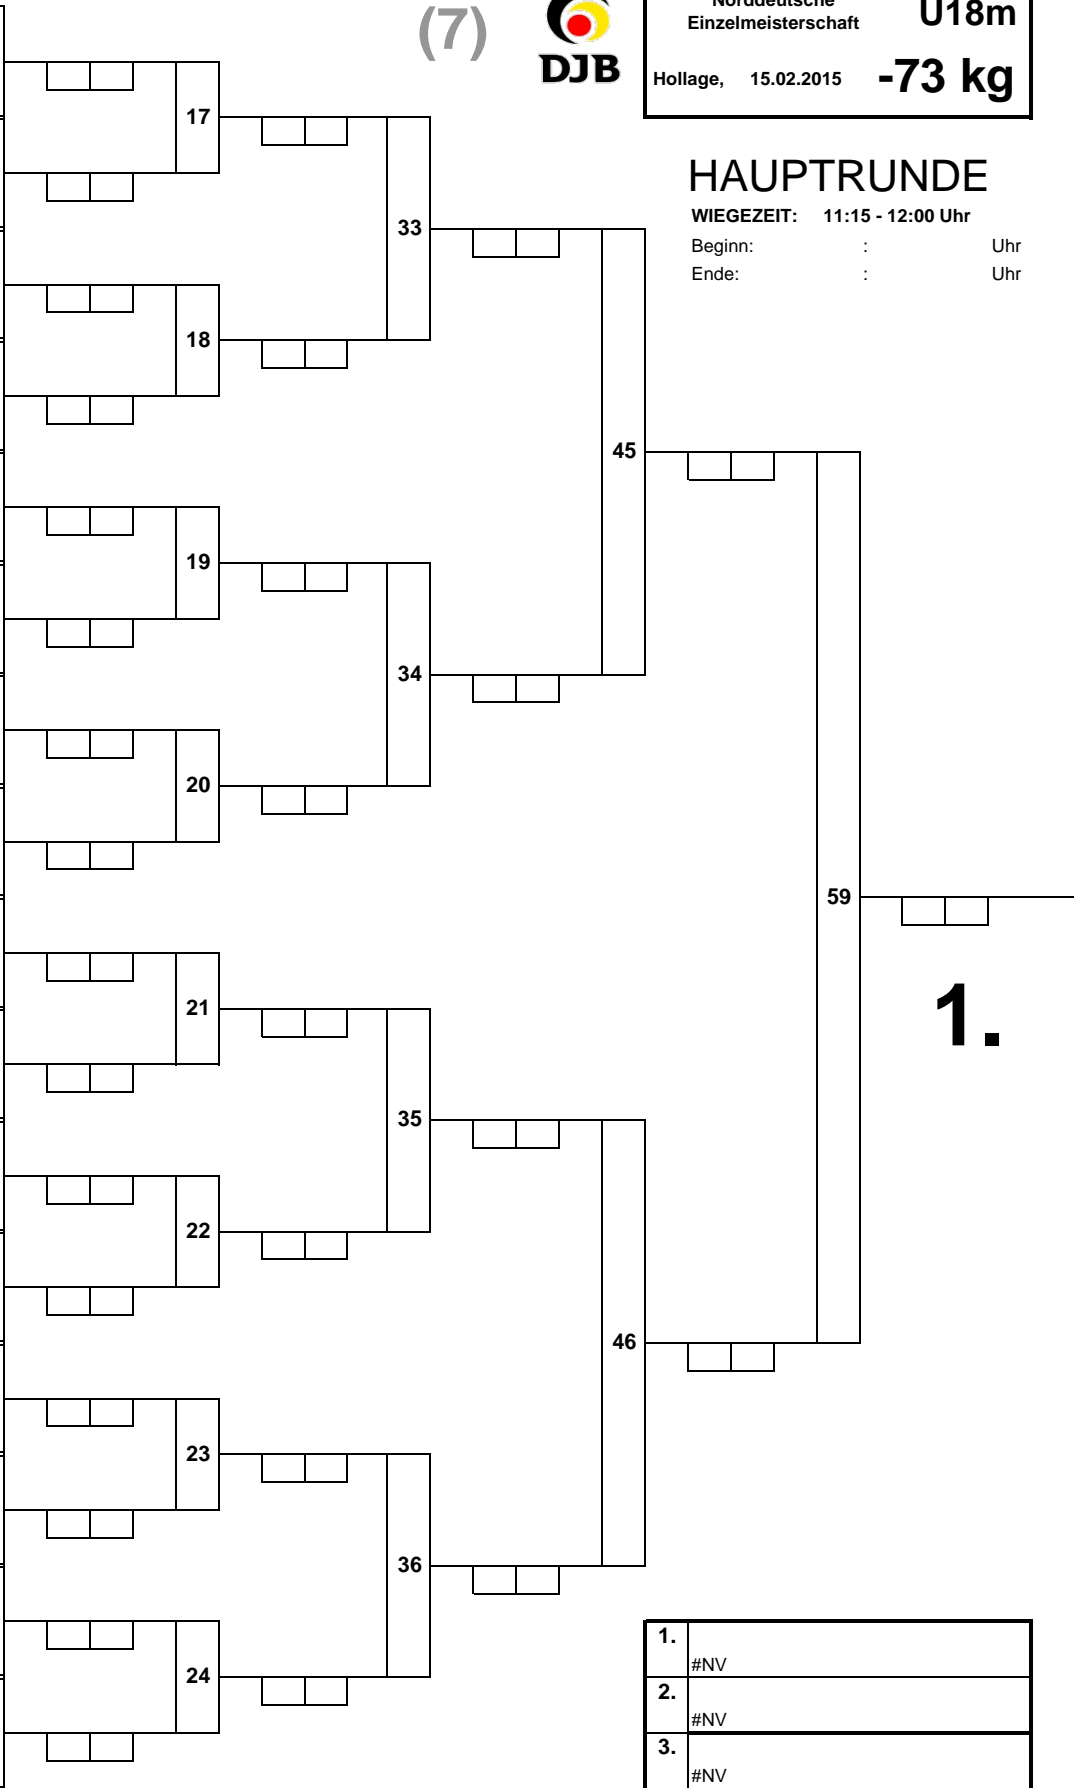 (7)
DJB
Norddeutsche
Einzelmeisterschaft
U18m
Hollage, 15.02.2015 -73 kg
HAUPTRUNDE
WIEGEZEIT: 11:15 - 12:00 Uhr
Beginn: : Uhr
Ende: : Uhr
17
33
18
45
19
34
20
59
21
1.
35
22
46
23
36
24
1.
#NV
2.
#NV
3.
#NV